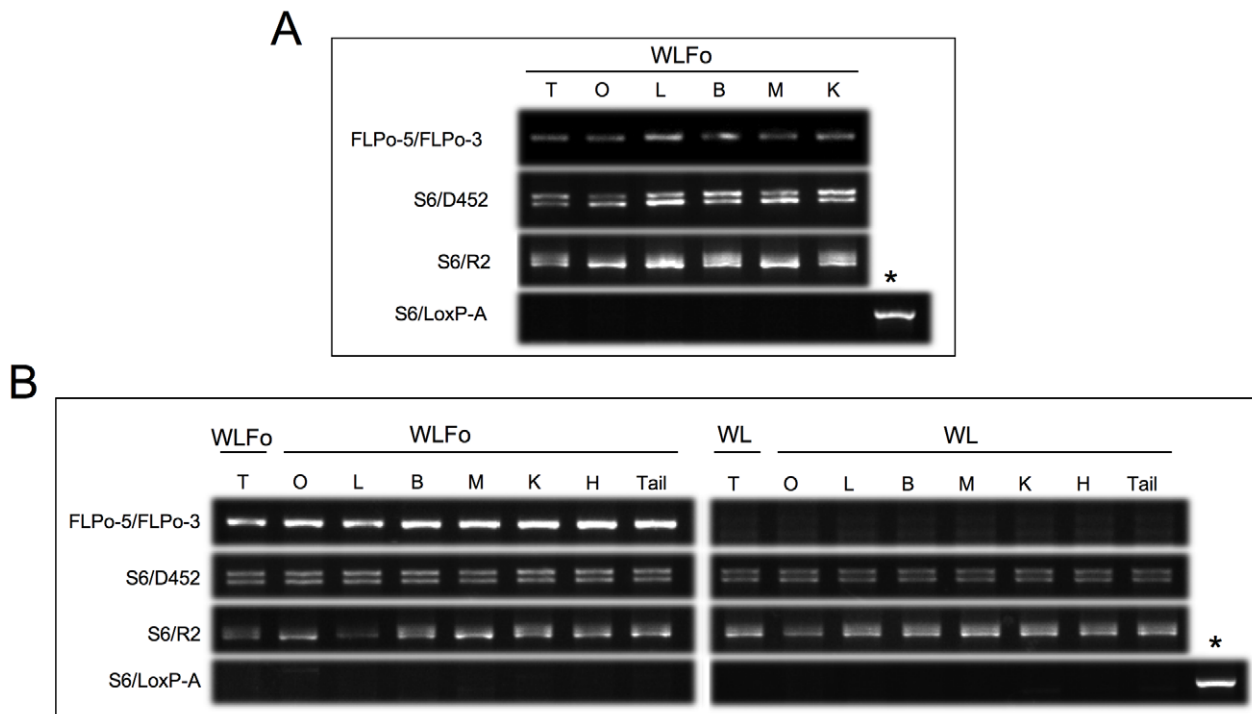 A
WLFo
T O L B M K
FLPo-5/FLPo-3
S6/D452
S6/R2
*
S6/LoxP-A
B
WLFo WLFo WL WL
T O L B M K H Tail T O L B M K H Tail
FLPo-5/FLPo-3
S6/D452
S6/R2
*
S6/LoxP-A